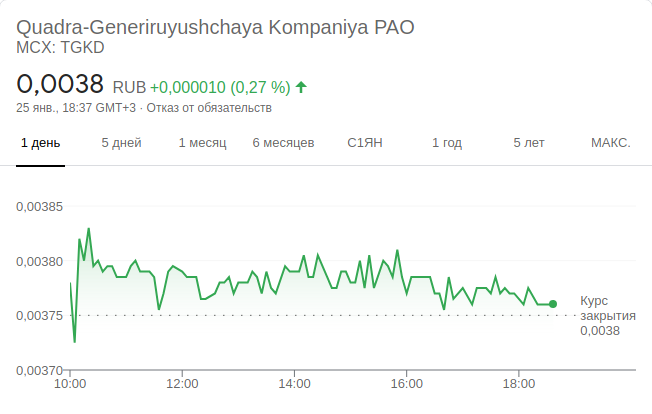 Quadra-Generiruyushchaya Kompaniya PAO
MCX: TGKD
0,0038 RUB +0,000010 (0,27 %)
25 янв., 18:37 GMT+3 · Отказ от обязательств
1 день 5 дней 1 месяц 6 месяцев С1ЯН 1 год 5 лет МАКС.
0,00385
0,00380
0,00375
0,00370
Курс
закрытия
0,0038
10:00 12:00 14:00 16:00 18:00